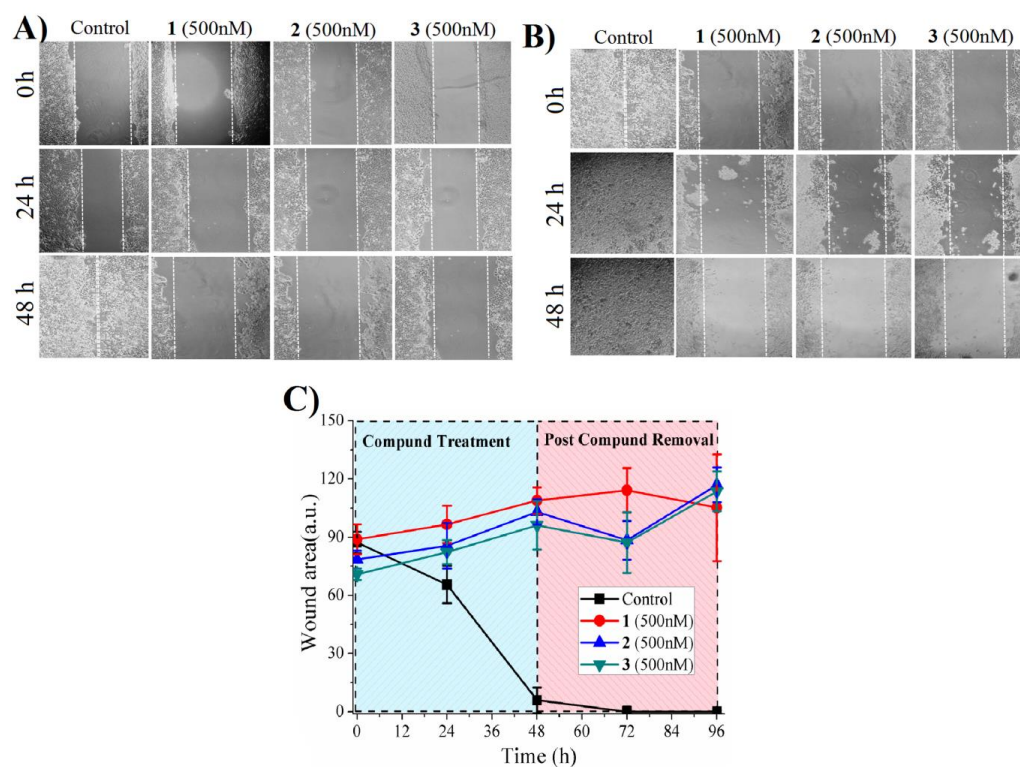 A)
Control 1 (500nM) 2 (500nM) 3 (500nM)
0h
24 h
48 h
B)
Control 1 (500nM) 2 (500nM) 3 (500nM)
0h
24 h
48 h
C)
Compund Treatment
Post Compund Removal
Wound area(a.u.)
150
120
90
60
30
0
Control
1 (500nM)
2 (500nM)
3 (500nM)
0 12 24 36 48 60 72 84 96
Time (h)